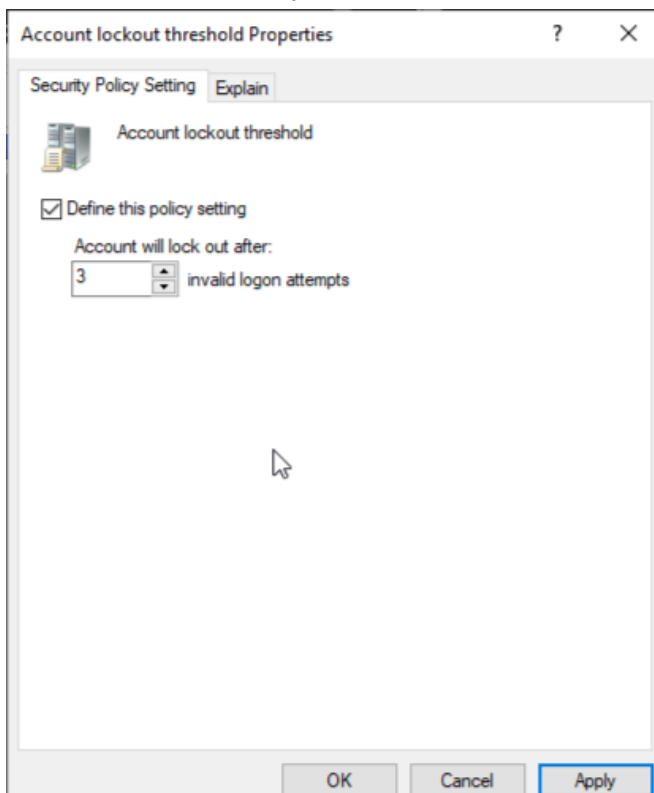 Account lockout threshold Properties ? X
Security Policy Setting Explain
Account lockout threshold
Define this policy setting
Account will lock out after:
3 invalid logon attempts
OK Cancel Apply